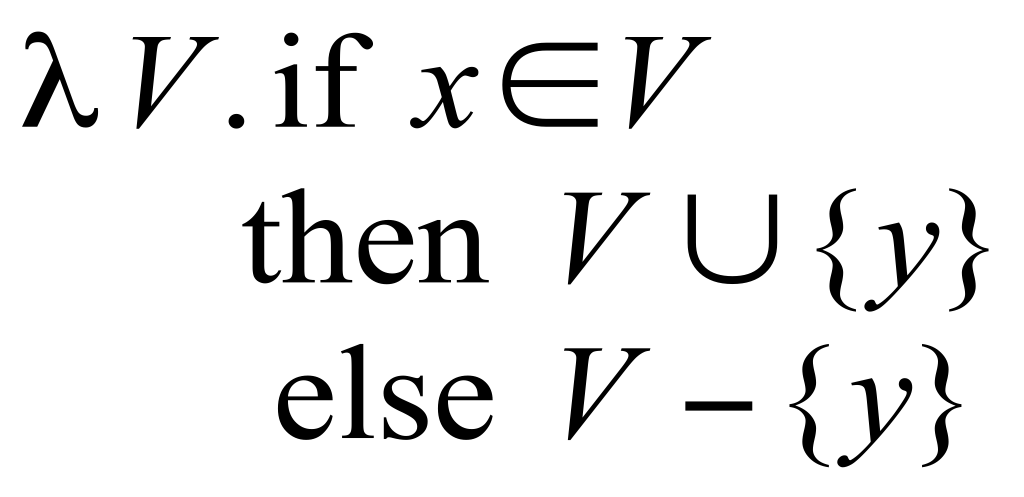 λV.if x∈V
then V ∪ {y}
else V − {y}